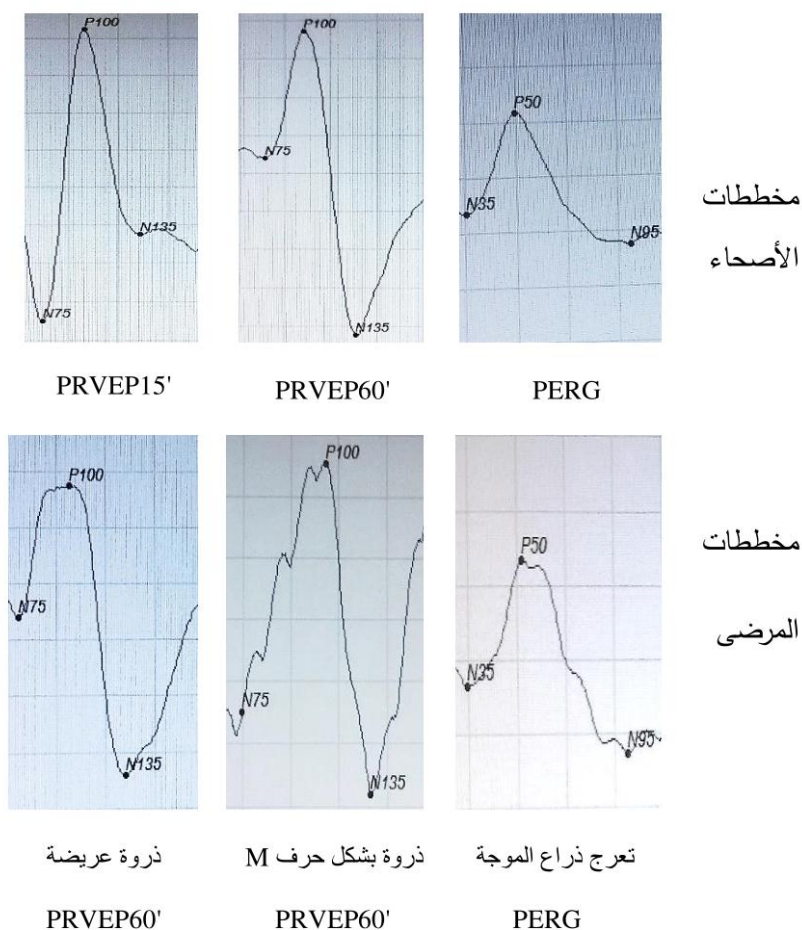 P100
N75
N135
P100
N75
N135
P50
N35
N95
مخططات
الأصحاء
PRVEP15'
PRVEP60'
PERG
P100
N75
N135
P100
N75
N135
P50
N35
N95
مخططات
المرضى
ذروة عريضة
ذروة بشكل حرف M
تعرج ذراع الموجة
PRVEP60'
PRVEP60'
PERG